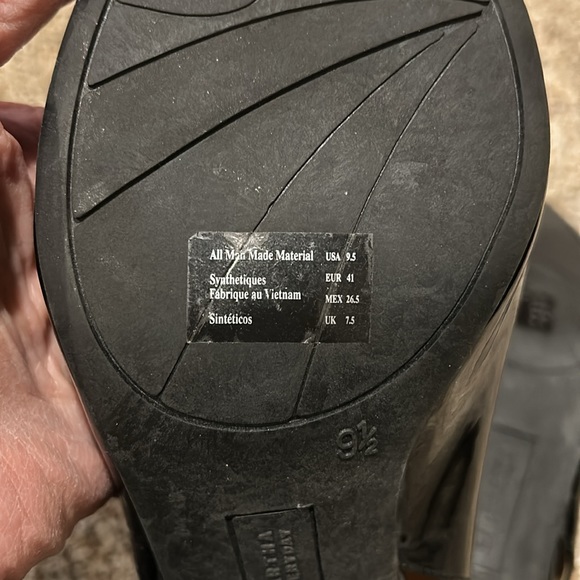 All Man Made Material USA 9.5
Synthetiques EUR 41
Fabrique au Vietnam MEX 26.5
Sintéticos UK 7.5
9½